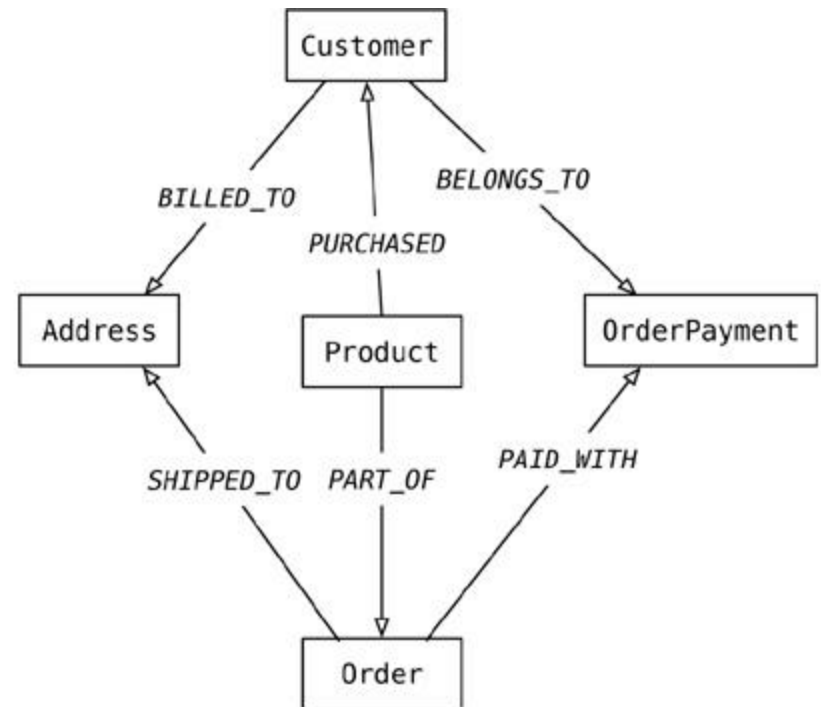 Customer
BELONGS_TO
BILLED_TO
PURCHASED
Address
Product
OrderPayment
PAID_WITH
SHIPPED_TO
PART_OF
Order